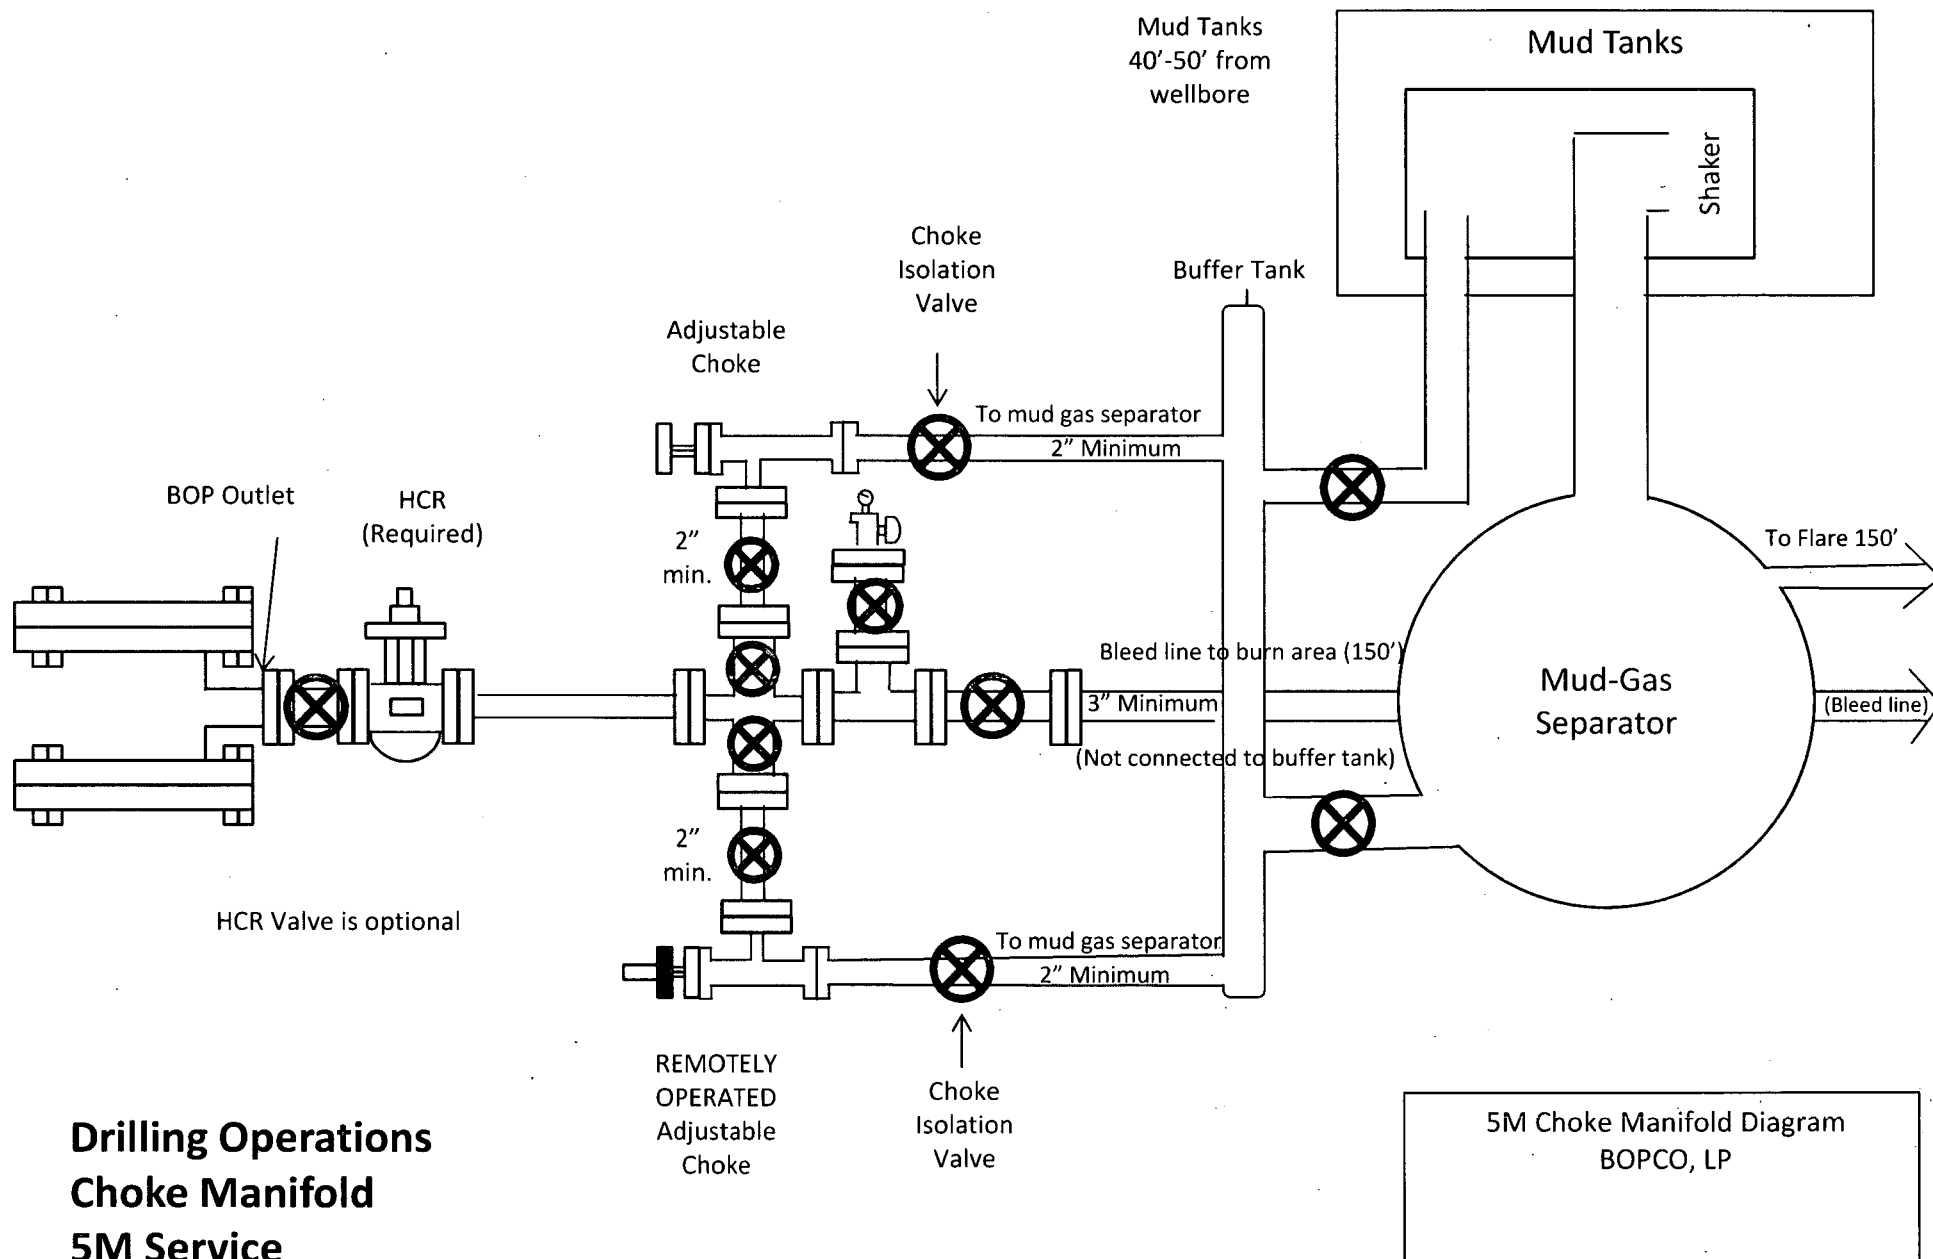 Mud Tanks
40'-50' from
wellbore
Mud Tanks
Shaker
Choke
Isolation
Valve
Buffer Tank
Adjustable
Choke
To mud gas separator
2" Minimum
BOP Outlet
HCR
(Required)
2"
min.
To Flare 150'
Bleed line to burn area (150')
3" Minimum
(Not connected to buffer tank)
Mud-Gas
Separator
(Bleed line)
2"
min.
HCR Valve is optional
To mud gas separator
2" Minimum
REMOTELY
OPERATED
Adjustable
Choke
Choke
Isolation
Valve
Drilling Operations
Choke Manifold
5M Service
5M Choke Manifold Diagram
BOPCO, LP